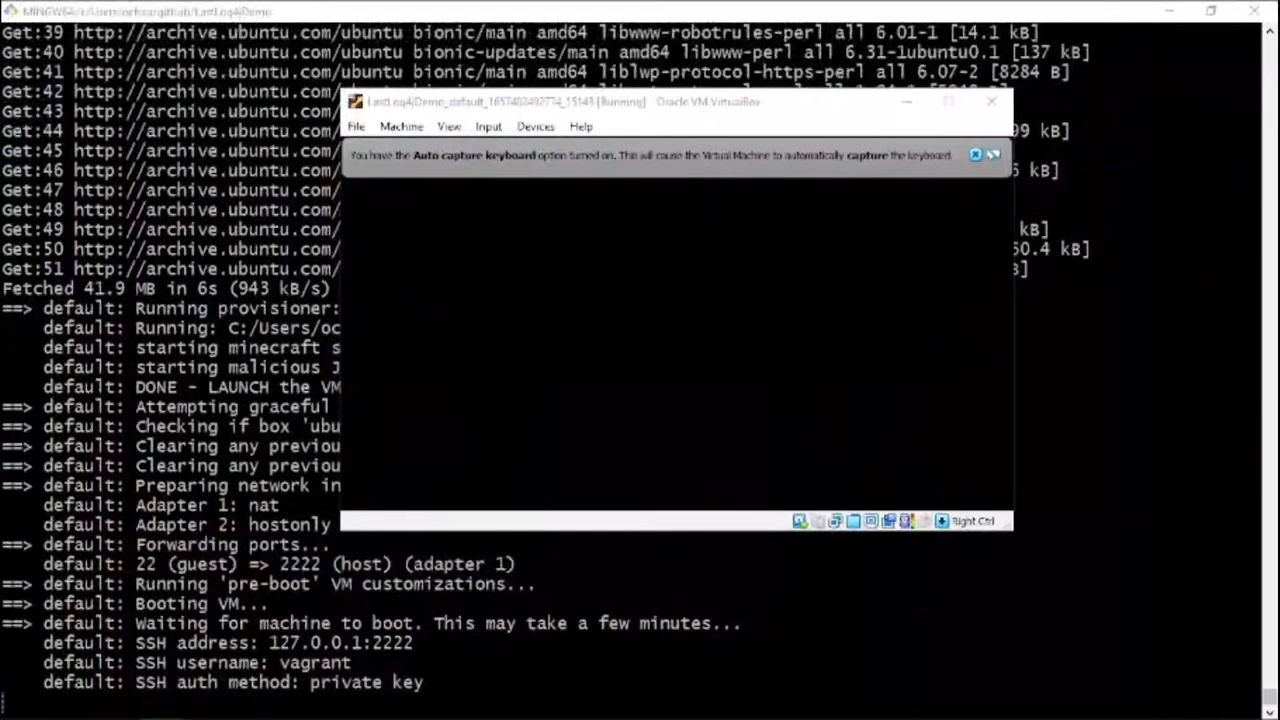 MINGW64:/c/Users/ochoa/github/LastLog4jDemo
Get:39 http://archive.ubuntu.com/ubuntu bionic/main amd64 libwww-robotrules-perl all 6.01-1 [14.1 kB]
Get:40 http://archive.ubuntu.com/ubuntu bionic-updates/main amd64 libwww-perl all 6.31-1ubuntu0.1 [137 kB]
Get:41 http://archive.ubuntu.com/ubuntu bionic/main amd64 liblwp-protocol-https-perl all 6.07-2 [8284 B]
Get:42 http://archive.ubuntu.com/
Get:43 http://archive.ubuntu.com/
Get:44 http://archive.ubuntu.com/ 99 kB]
Get:45 http://archive.ubuntu.com/
Get:46 http://archive.ubuntu.com/ kB]
Get:47 http://archive.ubuntu.com/
Get:48 http://archive.ubuntu.com/
Get:49 http://archive.ubuntu.com/ kB]
Get:50 http://archive.ubuntu.com/ 60.4 kB]
Get:51 http://archive.ubuntu.com/ ]
Fetched 41.9 MB in 6s (943 kB/s)
==> default: Running provisioner:
default: Running: C:/Users/oc
default: starting minecraft s
default: starting malicious J
default: DONE - LAUNCH the VM
==> default: Attempting graceful
==> default: Checking if box 'ubu
==> default: Clearing any previou
==> default: Clearing any previou
==> default: Preparing network in
default: Adapter 1: nat
default: Adapter 2: hostonly
==> default: Forwarding ports...
default: 22 (guest) => 2222 (host) (adapter 1)
==> default: Running 'pre-boot' VM customizations...
==> default: Booting VM...
==> default: Waiting for machine to boot. This may take a few minutes...
default: SSH address: 127.0.0.1:2222
default: SSH username: vagrant
default: SSH auth method: private key
LastLog4jDemo_default_1657402492774_15143 [Running] - Oracle VM VirtualBox
File Machine View Input Devices Help
You have the Auto capture keyboard option turned on. This will cause the Virtual Machine to automatically capture the keyboard
Right Ctrl